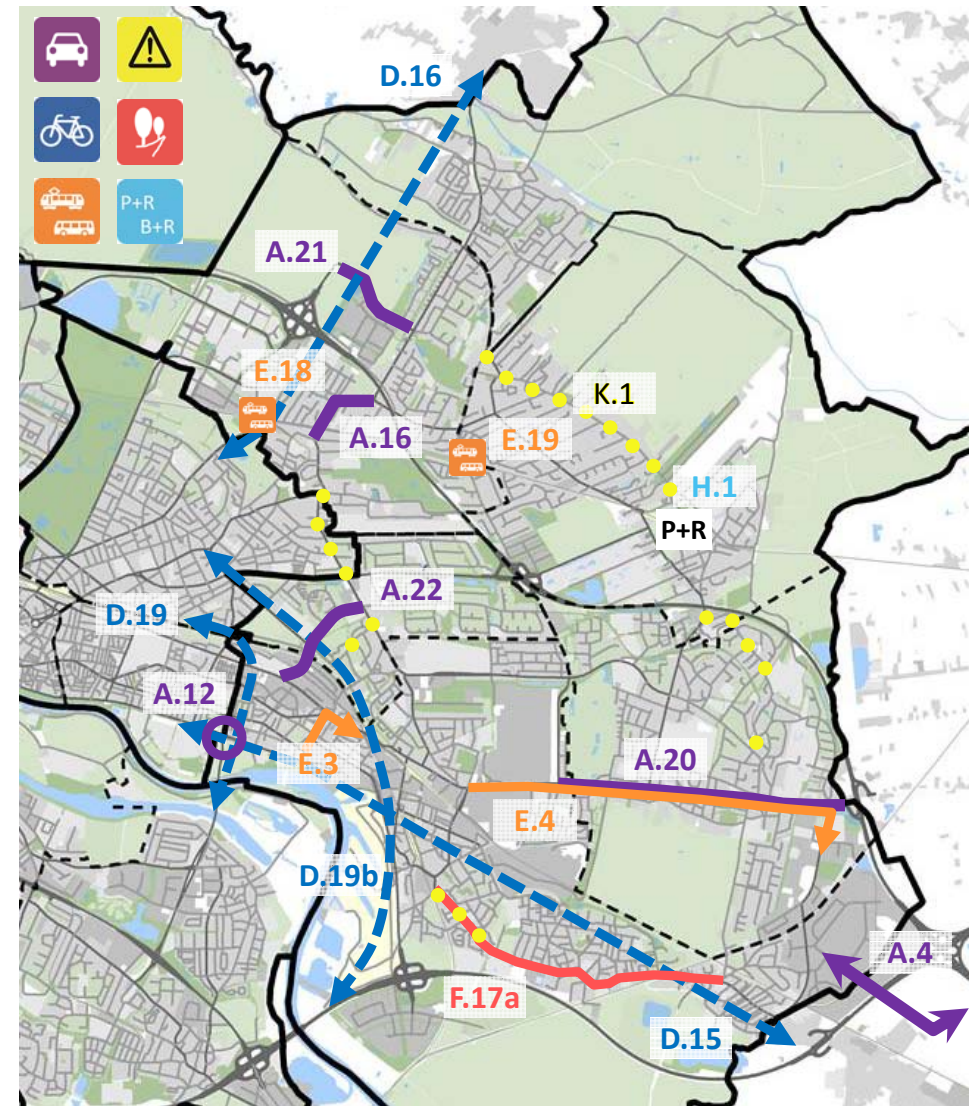 D.16
P+R
B+R
A.21
E.18
K.1
A.16
E.19
H.1
P+R
A.22
D.19
A.12
E.3
A.20
E.4
D.19b
A.4
F.17a
D.15